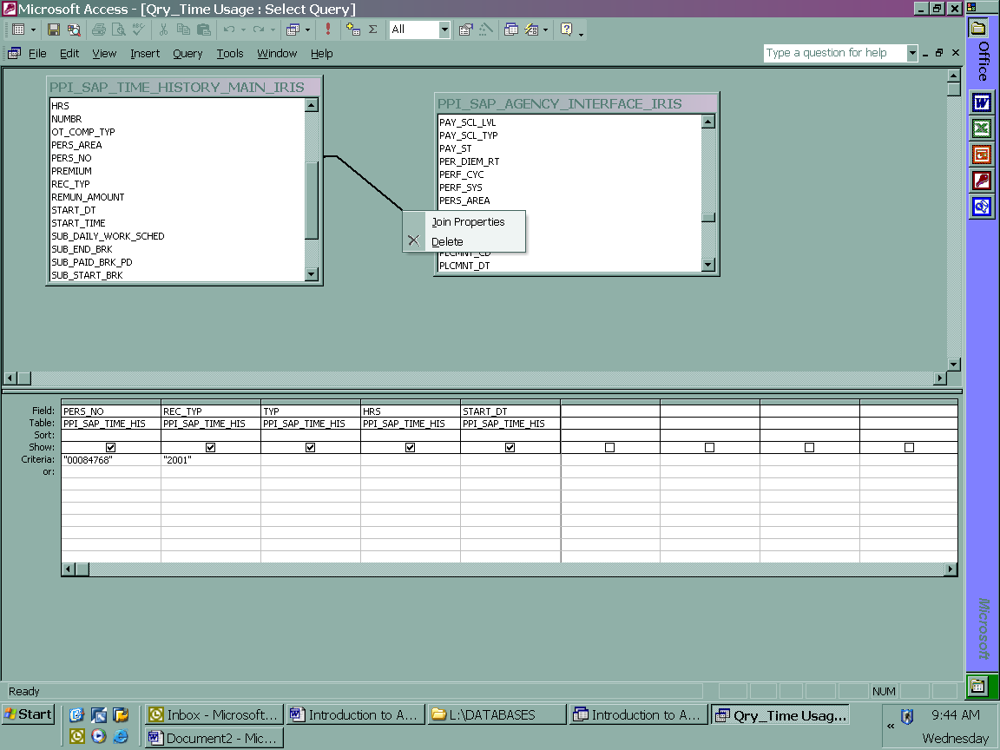 Microsoft Access - [Qry_Time Usage : Select Query]
All
File Edit View Insert Query Tools Window Help
Type a question for help
Office
PPI_SAP_TIME_HISTORY_MAIN_IRIS
HRS
NUMBR
OT_COMP_TYP
PERS_AREA
PERS_NO
PREMIUM
REC_TYP
REMUN_AMOUNT
START_DT
START_TIME
SUB_DAILY_WORK_SCHED
SUB_END_BRK
SUB_PAID_BRK_PD
SUB_START_BRK
PPI_SAP_AGENCY_INTERFACE_IRIS
PAY_SCL_LVL
PAY_SCL_TYP
PAY_ST
PER_DIEM_RT
PERF_CYC
PERF_SYS
PERS_AREA
Join Properties
Delete
PLCMNT_CD
PLCMNT_DT
Field: PERS_NO REC_TYP TYP HRS START_DT
Table: PPI_SAP_TIME_HIS PPI_SAP_TIME_HIS PPI_SAP_TIME_HIS PPI_SAP_TIME_HIS PPI_SAP_TIME_HIS
Sort:
Show:
Criteria: "00084768" "2001"
or:
Microsoft
Ready NUM
Start Inbox - Microsoft... Introduction to A... L:\DATABASES Introduction to A... Qry_Time Usag... « 9:44 AM
Document2 - Mic... Wednesday